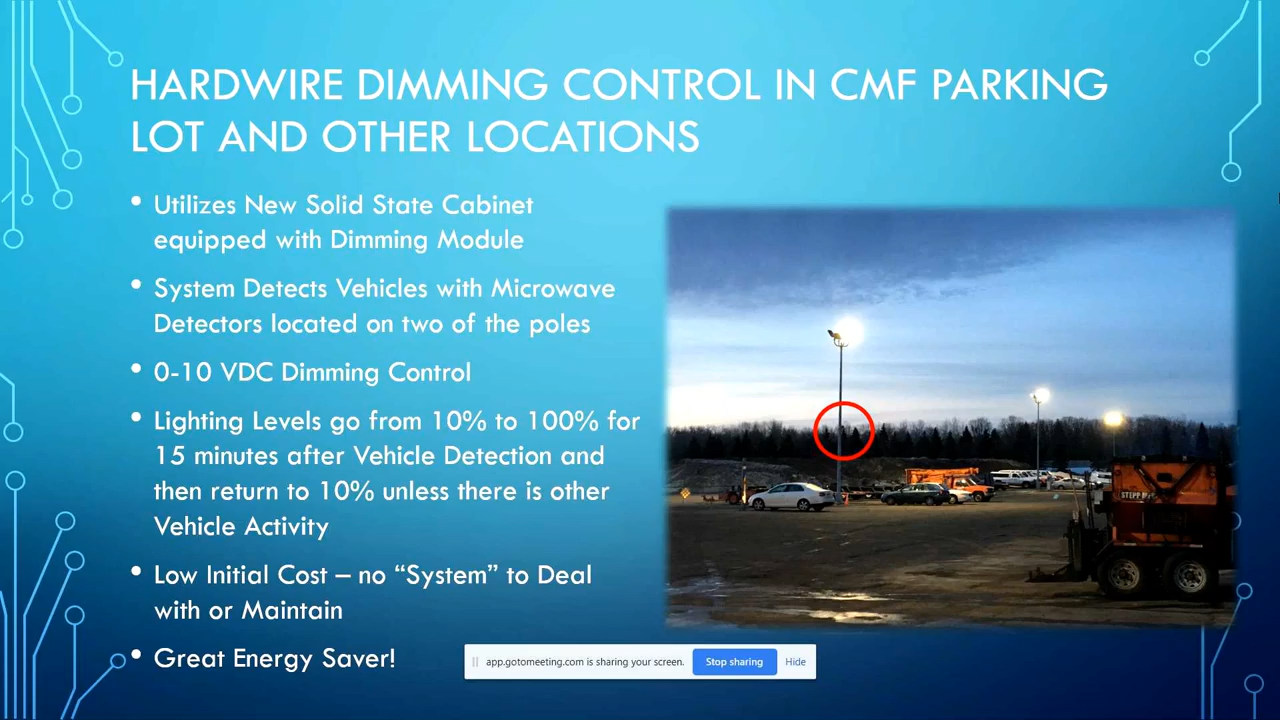 HARDWIRE DIMMING CONTROL IN CMF PARKING
LOT AND OTHER LOCATIONS
• Utilizes New Solid State Cabinet
equipped with Dimming Module
• System Detects Vehicles with Microwave
Detectors located on two of the poles
• 0-10 VDC Dimming Control
• Lighting Levels go from 10% to 100% for
15 minutes after Vehicle Detection and
then return to 10% unless there is other
Vehicle Activity
• Low Initial Cost – no “System” to Deal
with or Maintain
• Great Energy Saver!
STEPP
app.gotomeeting.com is sharing your screen.
Stop sharing
Hide